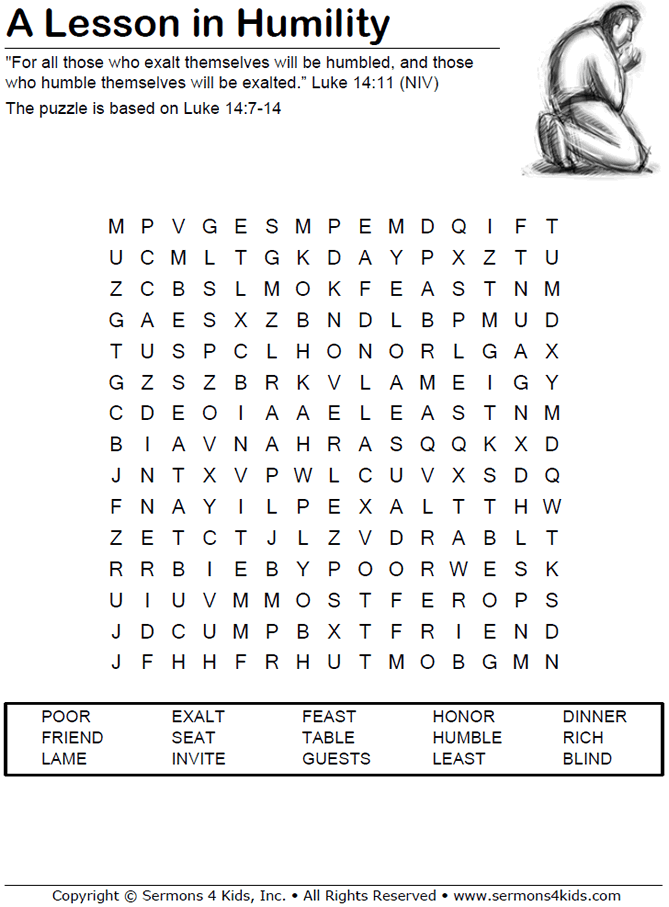 A Lesson in Humility
"For all those who exalt themselves will be humbled, and those
who humble themselves will be exalted." Luke 14:11 (NIV)
The puzzle is based on Luke 14:7-14
M P V G E S M P E M D Q I F T
U C M L T G K D A Y P X Z T U
Z C B S L M O K F E A S T N M
G A E S X Z B N D L B P M U D
T U S P C L H O N O R L G A X
G Z S Z B R K V L A M E I G Y
C D E O I A A E L E A S T N M
B I A V N A H R A S Q Q K X D
J N T X V P W L C U V X S D Q
F N A Y I L P E X A L T T H W
Z E T C T J L Z V D R A B L T
R R B I E B Y P O O R W E S K
U I U V M M O S T F E R O P S
J D C U M P B X T F R I E N D
J F H H F R H U T M O B G M N
POOR EXALT FEAST HONOR DINNER
FRIEND SEAT TABLE HUMBLE RICH
LAME INVITE GUESTS LEAST BLIND
Copyright © Sermons 4 Kids, Inc. • All Rights Reserved • www.sermons4kids.com